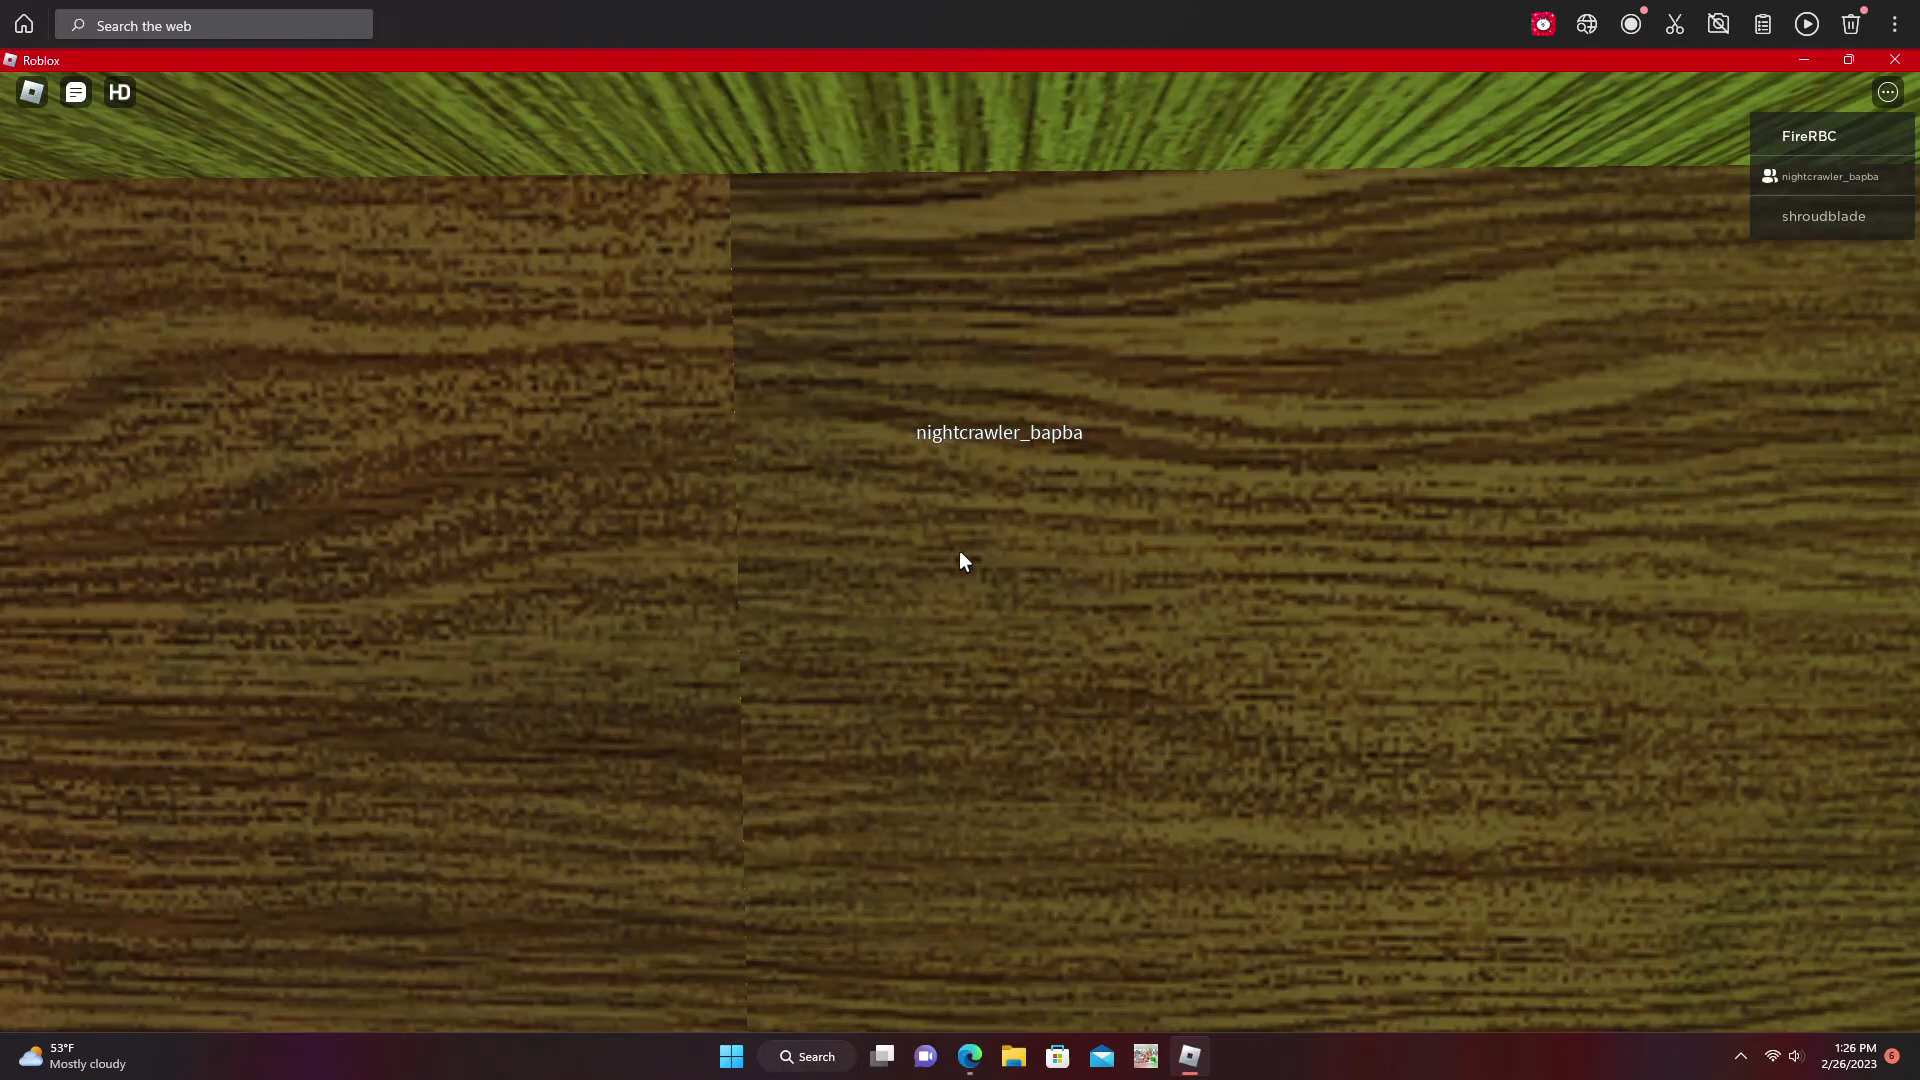 Search the web
Roblox
HD
FireRBC
nightcrawler_bapba
shroudblade
nightcrawler_bapba
53°F
Mostly cloudy
Search
1:26 PM
2/26/2023
6